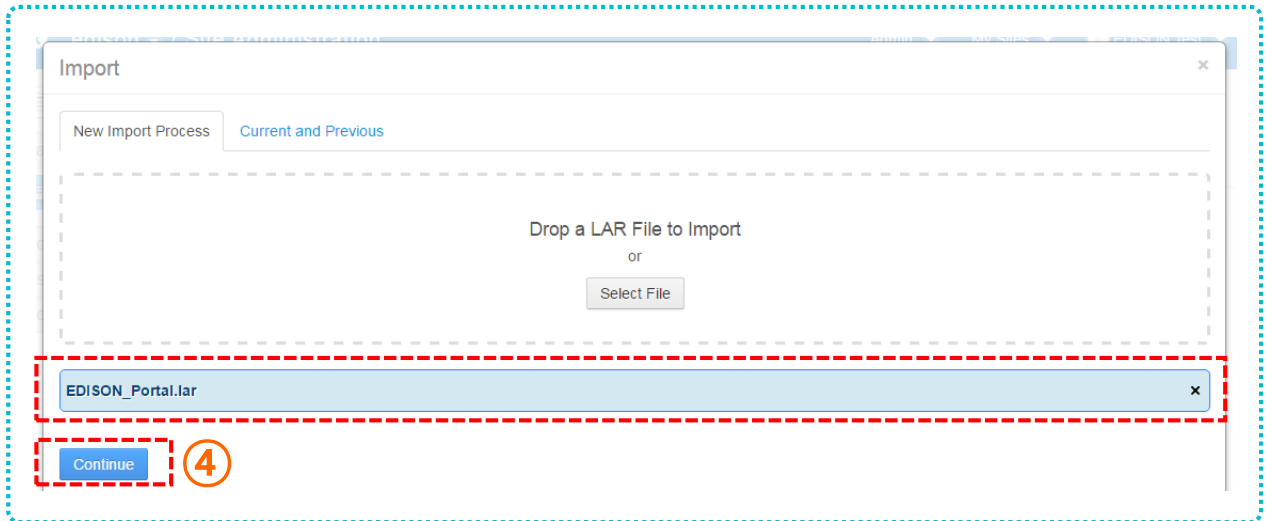 Import
×
New Import Process
Current and Previous
Drop a LAR File to Import
or
Select File
EDISON_Portal.lar
×
Continue
④